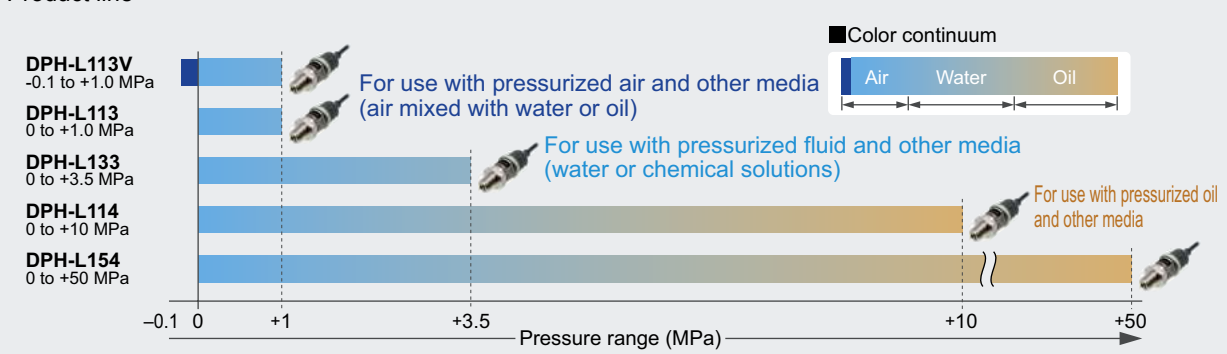 ■Color continuum
Air Water Oil
DPH-L113V
-0.1 to +1.0 MPa
For use with pressurized air and other media
(air mixed with water or oil)
DPH-L113
0 to +1.0 MPa
DPH-L133
0 to +3.5 MPa
For use with pressurized fluid and other media
(water or chemical solutions)
DPH-L114
0 to +10 MPa
For use with pressurized oil
and other media
DPH-L154
0 to +50 MPa
–0.1 0 +1 +3.5 +10 +50
Pressure range (MPa)